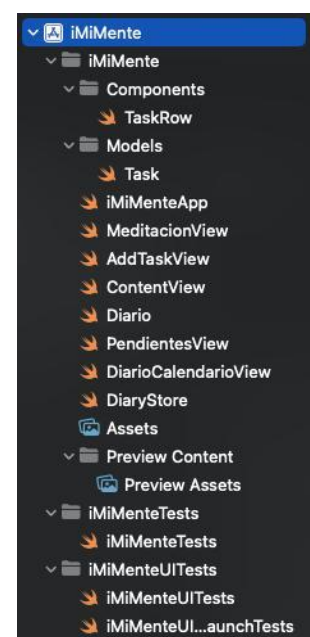 iMiMente
iMiMente
Components
TaskRow
Models
Task
iMiMenteApp
MeditacionView
AddTaskView
ContentView
Diario
PendientesView
DiarioCalendarioView
DiaryStore
Assets
Preview Content
Preview Assets
iMiMenteTests
iMiMenteTests
iMiMenteUITests
iMiMenteUITests
iMiMenteUI...aunchTests